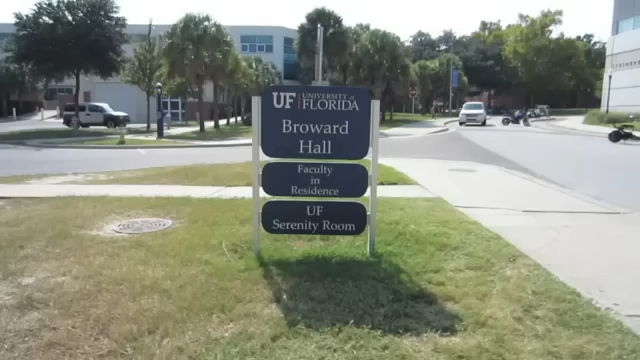 UF UNIVERSITY of
FLORIDA
Broward
Hall
Faculty
in
Residence
UF
Serenity Room